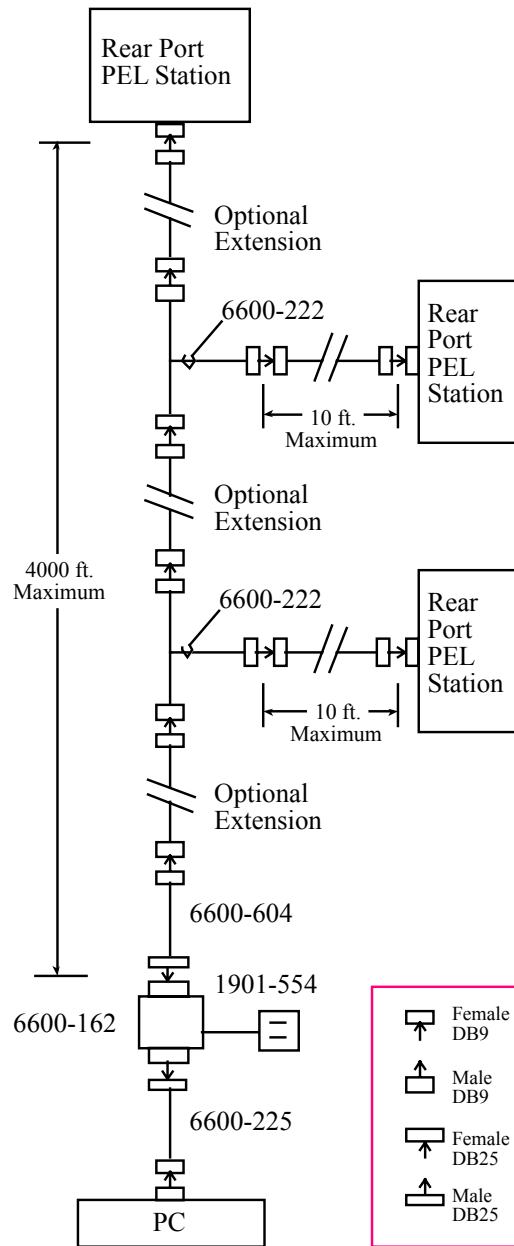 Rear Port
PEL Station
Optional
Extension
6600-222
Rear
Port
PEL
Station
10 ft.
Maximum
Optional
Extension
4000 ft.
Maximum
6600-222
Rear
Port
PEL
Station
10 ft.
Maximum
Optional
Extension
6600-604
1901-554
6600-162
6600-225
PC
Female
DB9
Male
DB9
Female
DB25
Male
DB25